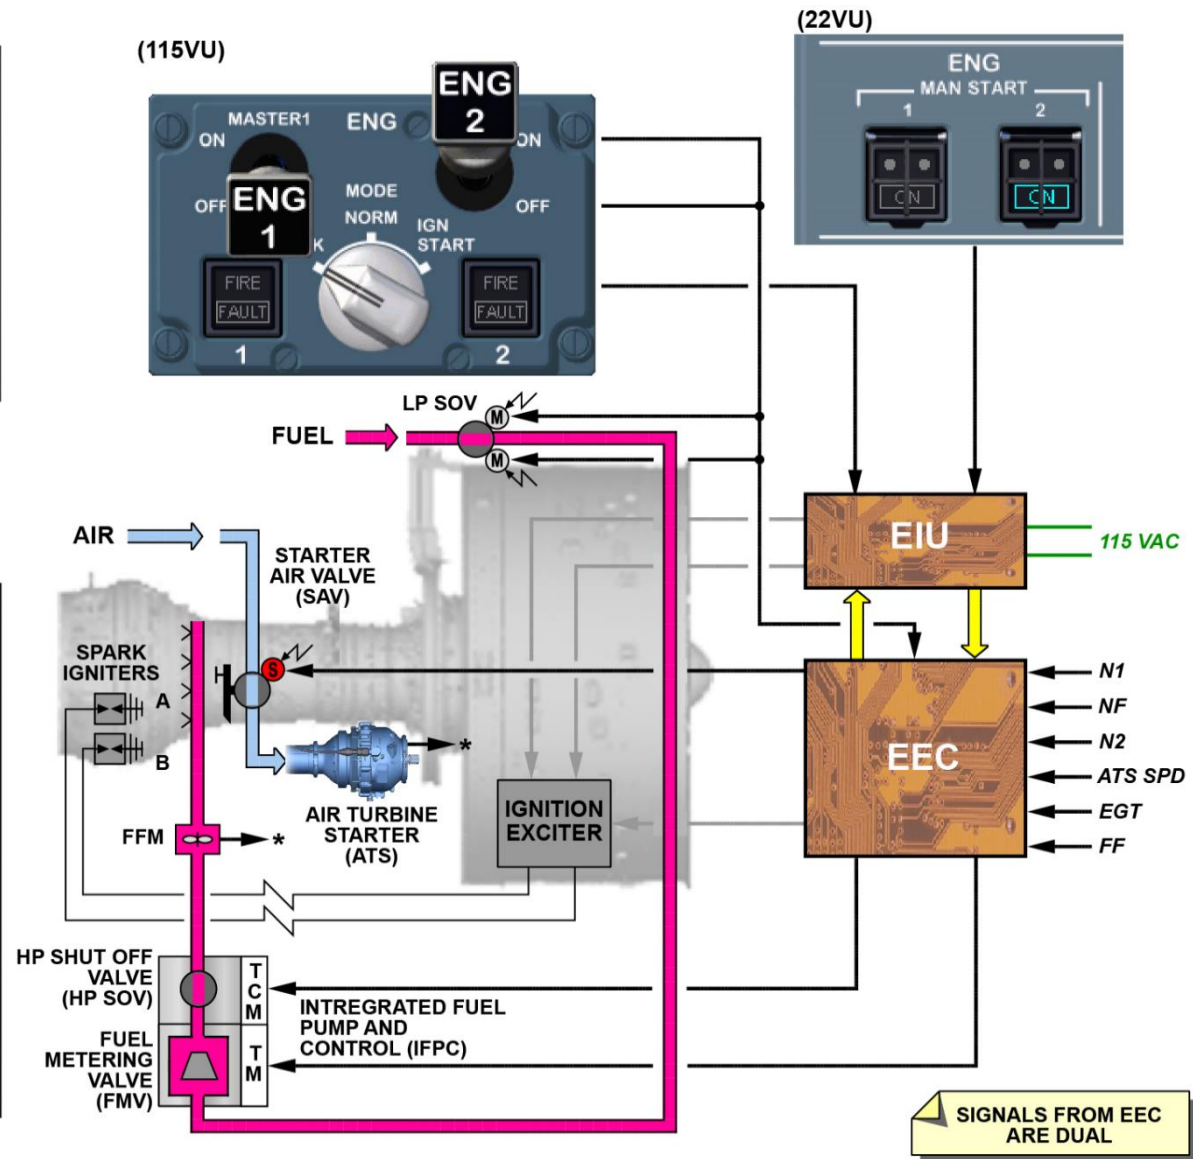 (115VU)
(22VU)
ENG
MAN START
1
2
ON
ON
MASTER1
ENG
ENG
2
ON
ON
OFF
ENG
1
OFF
MODE
NORM
K
IGN
START
FIRE
FAULT
1
FIRE
FAULT
2
LP SOV
M
M
FUEL
AIR
STARTER
AIR VALVE
(SAV)
EIU
115 VAC
SPARK
IGNITERS
A
B
S
*
AIR TURBINE
STARTER
(ATS)
IGNITION
EXCITER
EEC
N1
NF
N2
ATS SPD
EGT
FF
FFM
*
HP SHUT OFF
VALVE
(HP SOV)
TCM
INTREGRATED FUEL
PUMP AND
CONTROL (IFPC)
FUEL
METERING
VALVE
(FMV)
TM
SIGNALS FROM EEC
ARE DUAL